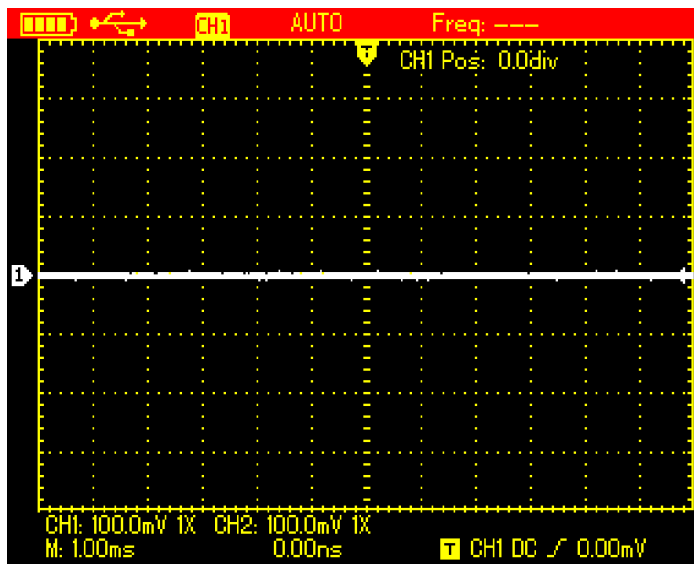 CH1 AUTO Freq: ---
T
CH1 Pos: 0.0div
1
CH1: 100.0mV 1X CH2: 100.0mV 1X
M: 1.00ms 0.00ns T CH1 DC 0.00mV